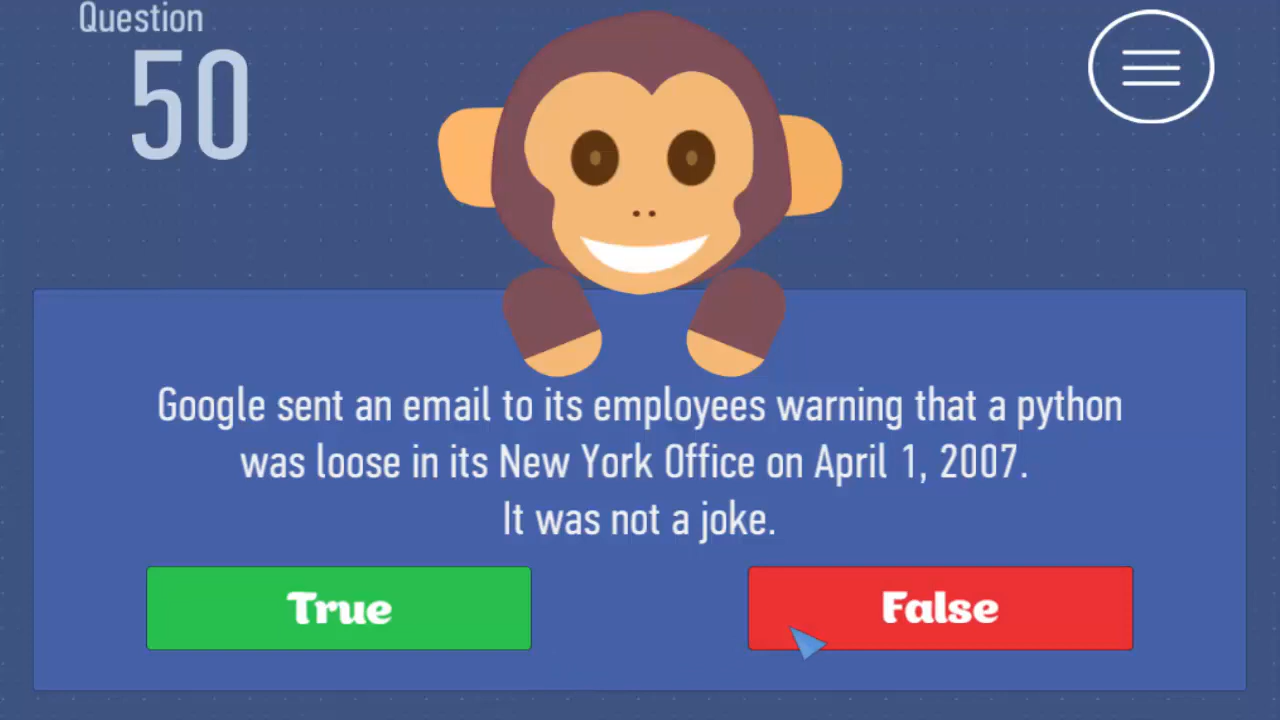 Question
50
Google sent an email to its employees warning that a python
was loose in its New York Office on April 1, 2007.
It was not a joke.
True
False